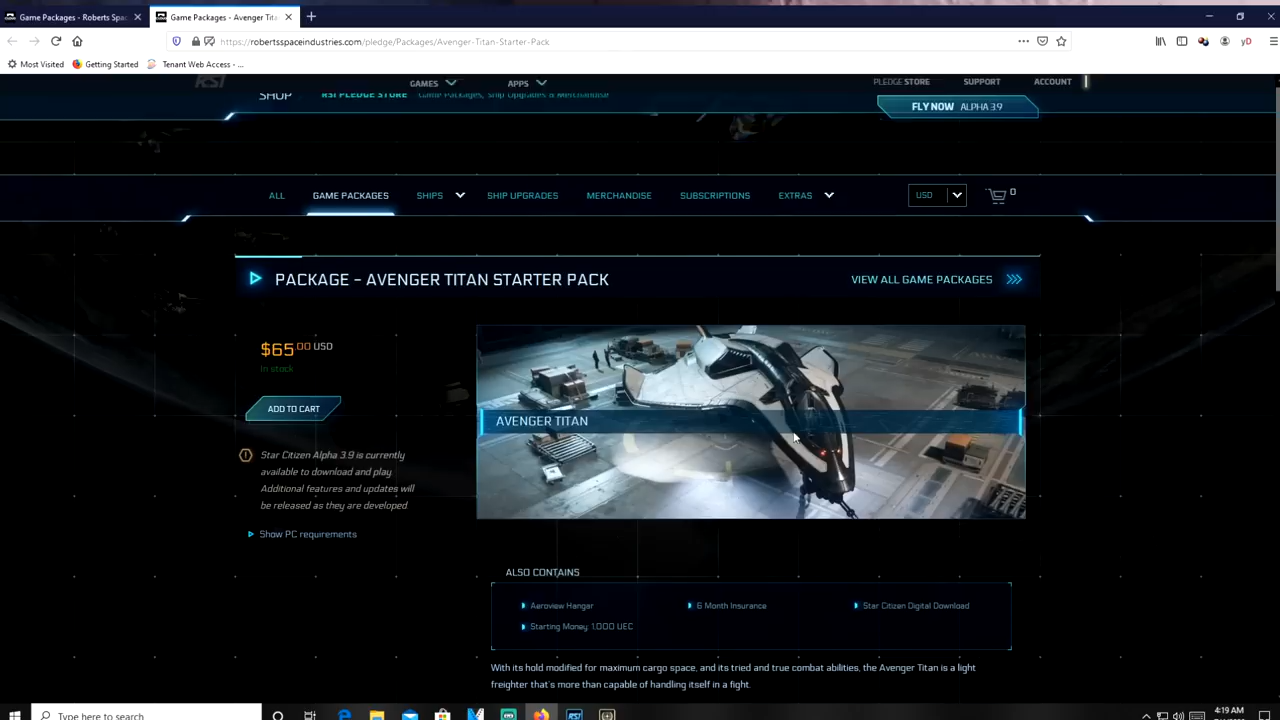 Game Packages - Roberts Spac
Game Packages - Avenger Tita
https://robertsspaceindustries.com/pledge/Packages/Avenger-Titan-Starter-Pack
yD
Most Visited
Getting Started
Tenant Web Access - ...
RSI
GAMES
APPS
PLEDGE STORE
SUPPORT
ACCOUNT
SHOP
RSI PLEDGE STORE
Game Packages, Ship Upgrades & Merchandise
FLY NOW ALPHA 3.9
ALL
GAME PACKAGES
SHIPS
SHIP UPGRADES
MERCHANDISE
SUBSCRIPTIONS
EXTRAS
USD
0
PACKAGE - AVENGER TITAN STARTER PACK
VIEW ALL GAME PACKAGES
$65.00 USD
In stock
ADD TO CART
Star Citizen Alpha 3.9 is currently
available to download and play
Additional features and updates will
be released as they are developed
Show PC requirements
AVENGER TITAN
ALSO CONTAINS
Aeroview Hangar
6 Month Insurance
Star Citizen Digital Download
Starting Money: 1,000 UEC
With its hold modified for maximum cargo space, and its tried and true combat abilities, the Avenger Titan is a light
freighter that's more than capable of handling itself in a fight.
Type here to search
4:19 AM